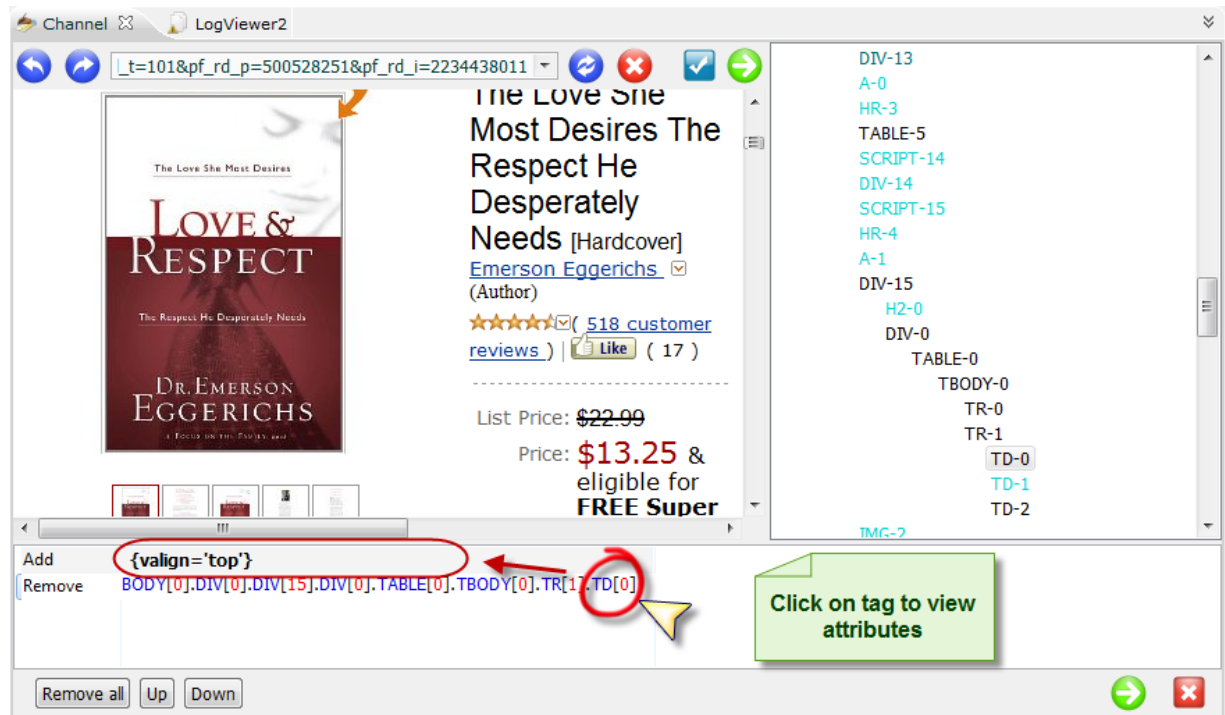 Channel
LogViewer2
_t=101&pf_rd_p=500528251&pf_rd_i=2234438011
The Love She Most Desires
LOVE &
RESPECT
The Respect He Desperately Needs
DR. EMERSON
EGGERICHS
A FOCUS ON THE FAMILY
The Love She
Most Desires The
Respect He
Desperately
Needs [Hardcover]
Emerson Eggerichs
(Author)
( 518 customer
reviews ) | Like ( 17 )
List Price: $22.99
Price: $13.25 &
eligible for
FREE Super
DIV-13
A-0
HR-3
TABLE-5
SCRIPT-14
DIV-14
SCRIPT-15
HR-4
A-1
DIV-15
H2-0
DIV-0
TABLE-0
TBODY-0
TR-0
TR-1
TD-0
TD-1
TD-2
IMG-2
Add {valign='top'}
Remove BODY[0].DIV[0].DIV[15].DIV[0].TABLE[0].TBODY[0].TR[1].TD[0]
Click on tag to view
attributes
Remove all Up Down